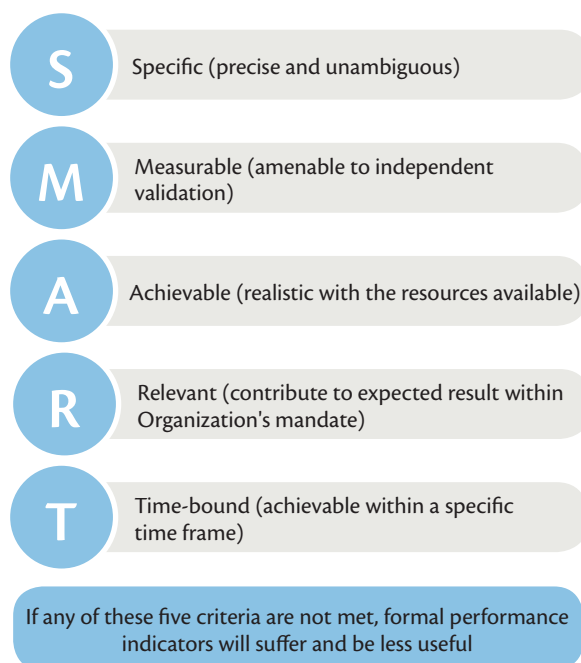 S
Specific (precise and unambiguous)
M
Measurable (amenable to independent
validation)
A
Achievable (realistic with the resources available)
R
Relevant (contribute to expected result within
Organization's mandate)
T
Time-bound (achievable within a specific
time frame)
If any of these five criteria are not met, formal performance
indicators will suffer and be less useful